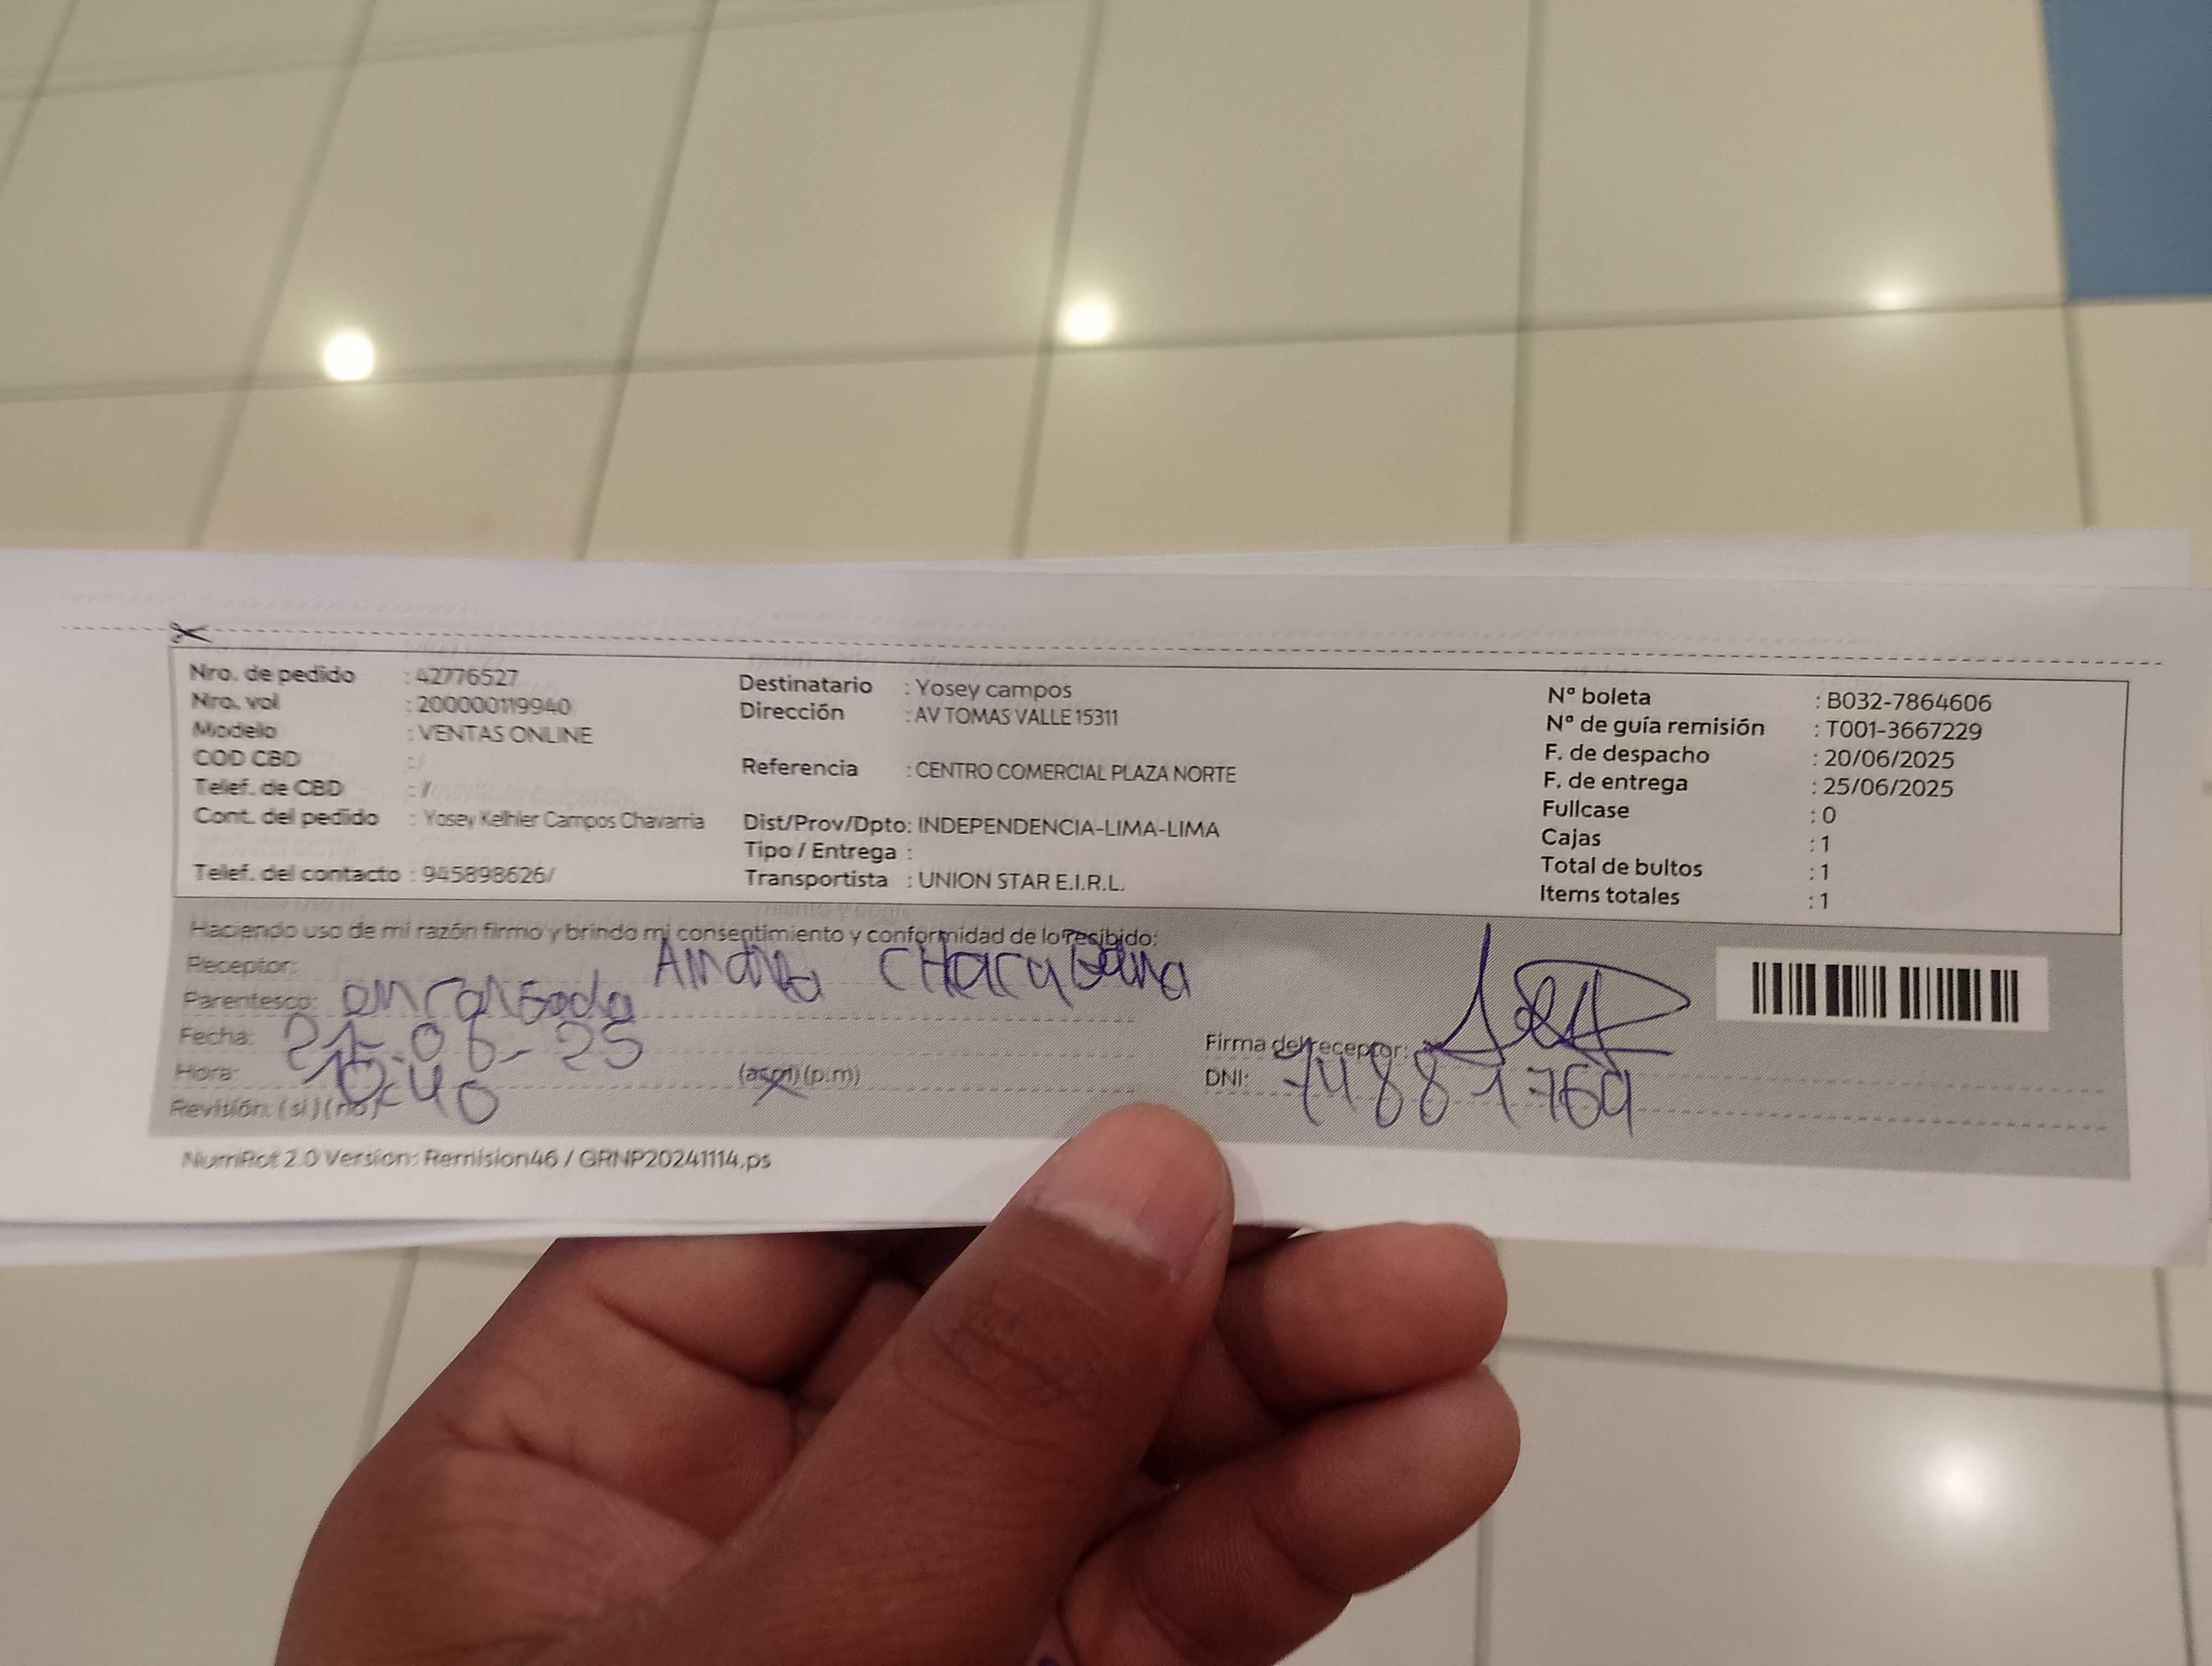 Nro. de pedido : 42776527
Nro. vol : 200000119940
Modelo : VENTAS ONLINE
COD CBD : /
Telef. de CBD : /
Cont. del pedido : Yosey Kelhler Campos Chavarria
Telef. del contacto : 945898626/
Destinatario : Yosey campos
Dirección : AV TOMAS VALLE 15311
Referencia : CENTRO COMERCIAL PLAZA NORTE
Dist/Prov/Dpto: INDEPENDENCIA-LIMA-LIMA
Tipo / Entrega :
Transportista : UNION STAR E.I.R.L.
Nº boleta : B032-7864606
Nº de guía remisión : T001-3667229
F. de despacho : 20/06/2025
F. de entrega : 25/06/2025
Fullcase : 0
Cajas : 1
Total de bultos : 1
Items totales : 1
Haciendo uso de mi razón firmo y brindo mi consentimiento y conformidad de lo recibido:
Receptor:
Parentesco: encargada
Fecha: 06-25
Hora: 10:40 (a.m) (p.m)
Revisión: (si) (no)
Firma del receptor:
DNI: 74881769
NumRot 2.0 Version: Remision46 / GRNP20241114.ps